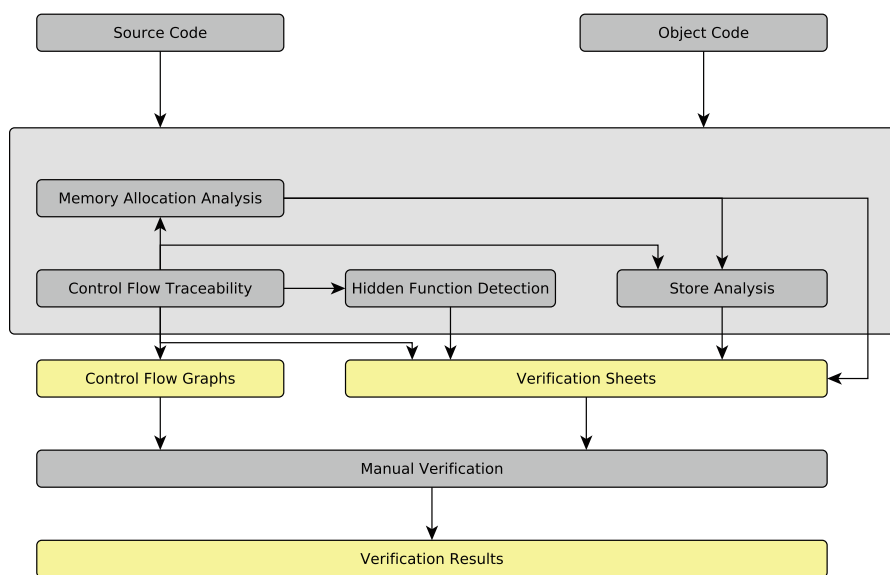 Source Code
Object Code
Memory Allocation Analysis
Control Flow Traceability
Hidden Function Detection
Store Analysis
Control Flow Graphs
Verification Sheets
Manual Verification
Verification Results